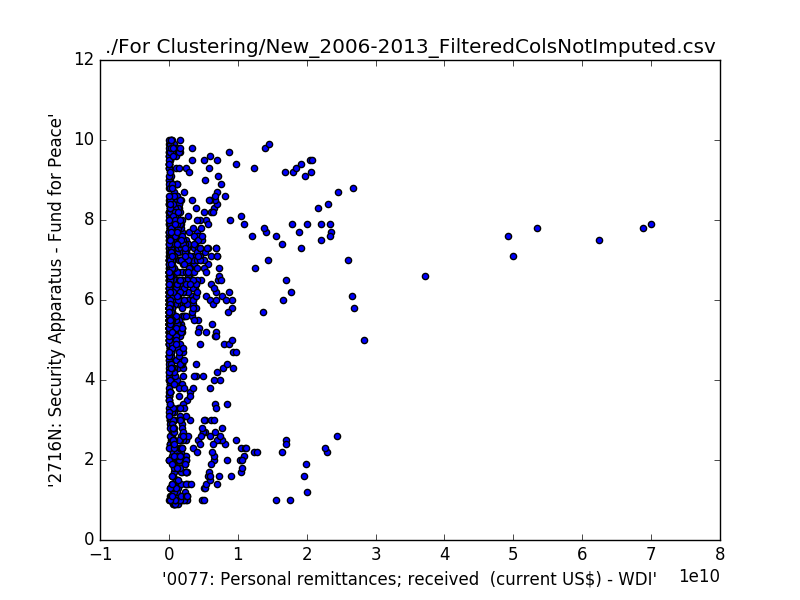 ./For Clustering/New_2006-2013_FilteredColsNotImputed.csv
12
10
8
6
4
2
0
'2716N: Security Apparatus - Fund for Peace'
−1 0 1 2 3 4 5 6 7 8
1e10
'0077: Personal remittances; received  (current US$) - WDI'